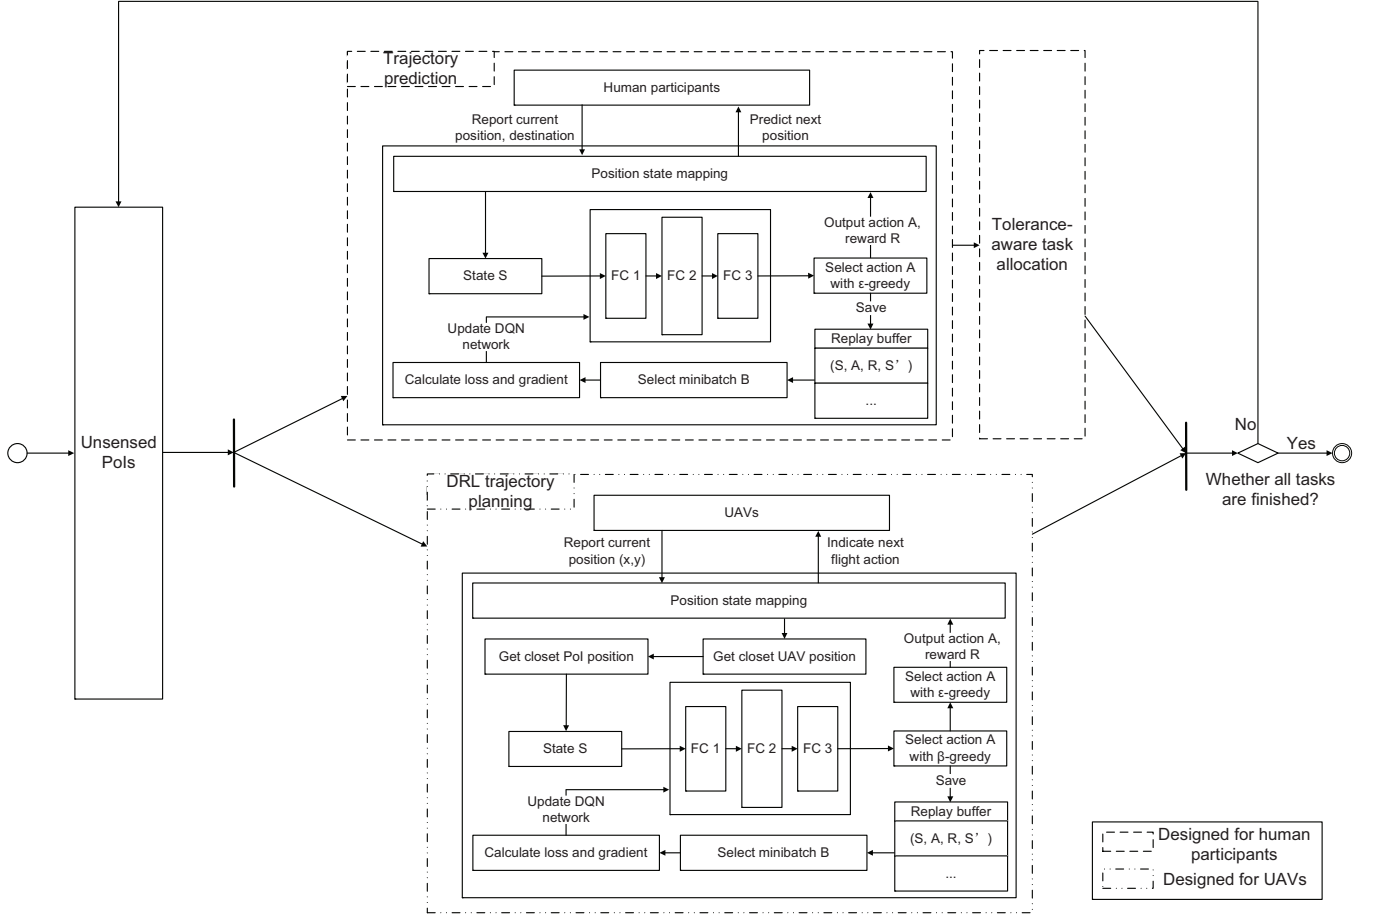 Trajectory
prediction
Human participants
Report current
position, destination
Predict next
position
Position state mapping
Output action A,
reward R
State S
FC 1
FC 2
FC 3
Select action A
with ε-greedy
Save
Update DQN
network
Replay buffer
(S, A, R, S’ )
...
Calculate loss and gradient
Select minibatch B
Tolerance-
aware task
allocation
Unsensed
PoIs
No
Yes
Whether all tasks
are finished?
DRL trajectory
planning
UAVs
Report current
position (x,y)
Indicate next
flight action
Position state mapping
Get closet PoI position
Get closet UAV position
Output action A,
reward R
Select action A
with ε-greedy
State S
FC 1
FC 2
FC 3
Select action A
with β-greedy
Save
Update DQN
network
Replay buffer
(S, A, R, S’ )
...
Calculate loss and gradient
Select minibatch B
Designed for human
participants
Designed for UAVs